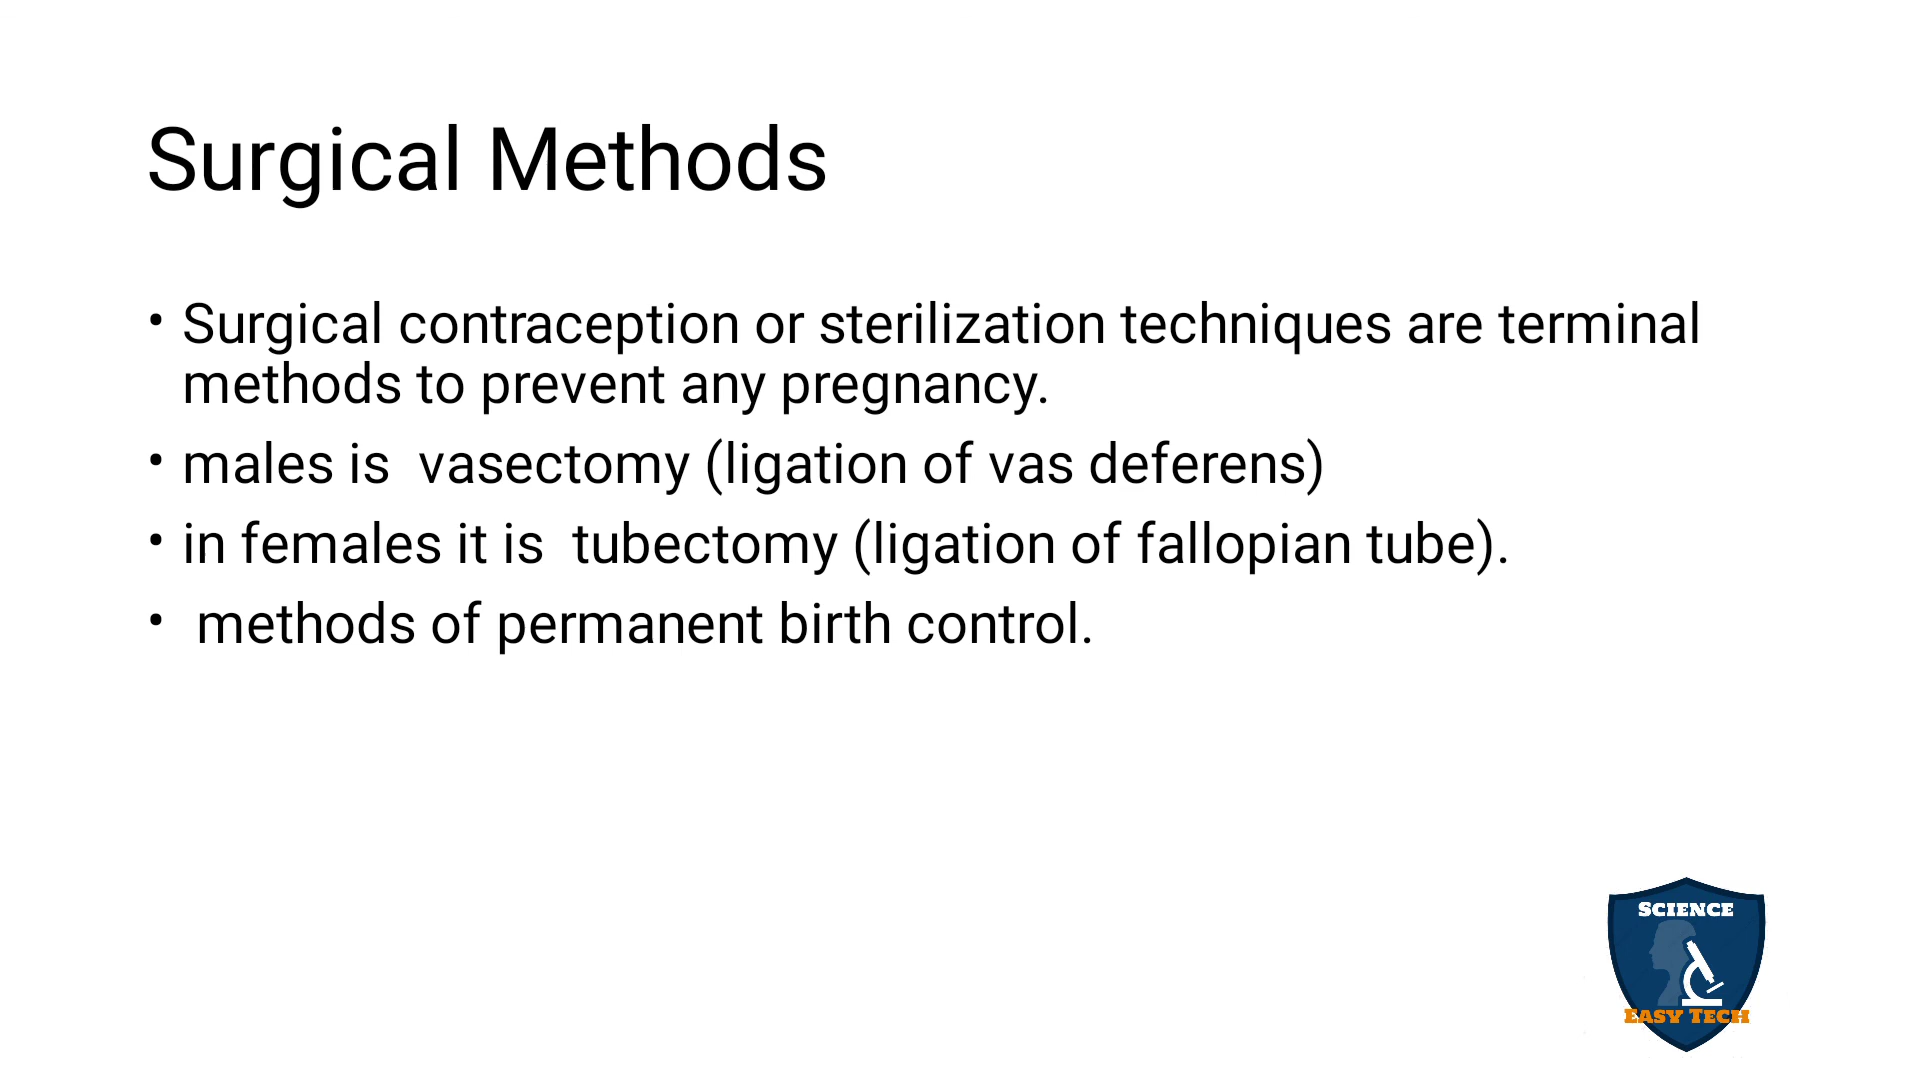 Surgical Methods
• Surgical contraception or sterilization techniques are terminal
methods to prevent any pregnancy.
• males is  vasectomy (ligation of vas deferens)
• in females it is  tubectomy (ligation of fallopian tube).
•  methods of permanent birth control.
SCIENCE
EASY TECH